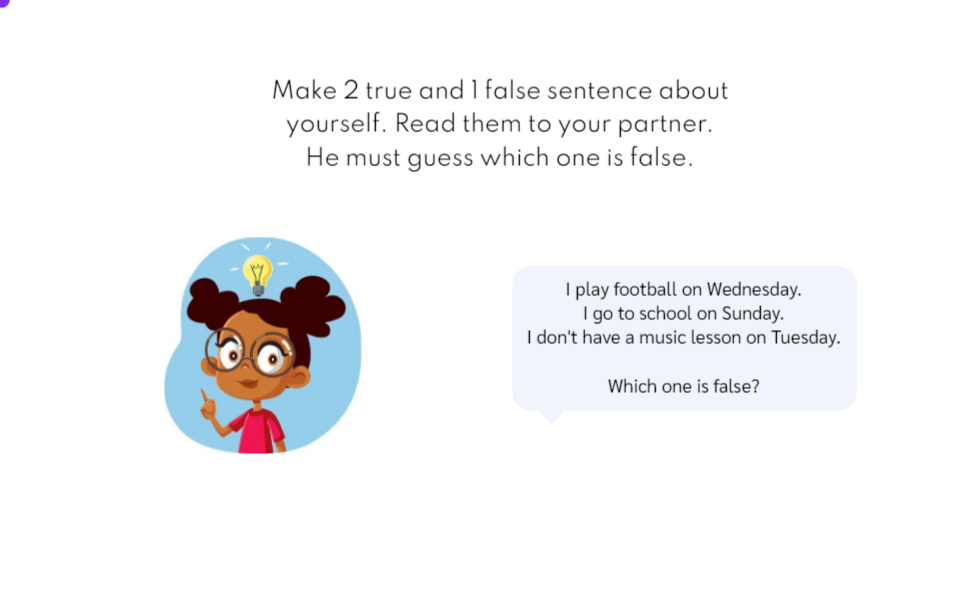 Make 2 true and 1 false sentence about
yourself. Read them to your partner.
He must guess which one is false.
I play football on Wednesday.
I go to school on Sunday.
I don't have a music lesson on Tuesday.
Which one is false?